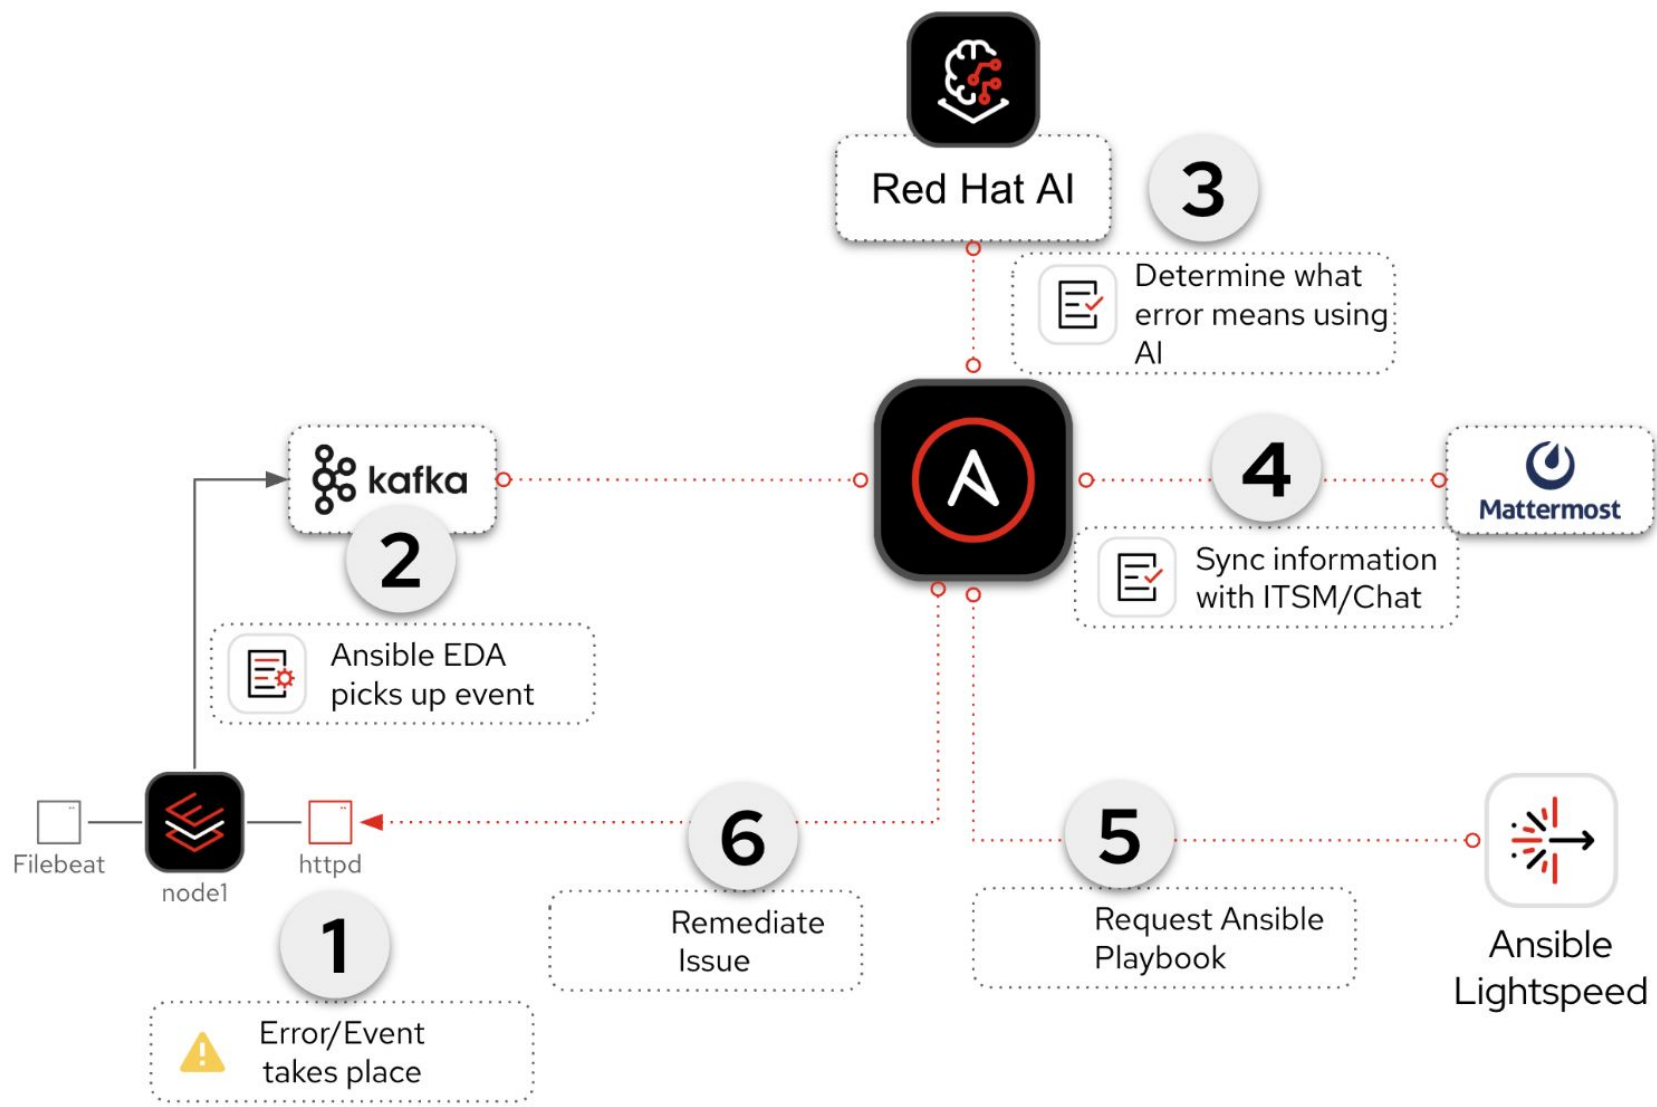 Red Hat AI
3
Determine what
error means using
AI
kafka
2
Ansible EDA
picks up event
4
Mattermost
Sync information
with ITSM/Chat
Filebeat
node1
httpd
1
Error/Event
takes place
6
Remediate
Issue
5
Request Ansible
Playbook
Ansible
Lightspeed